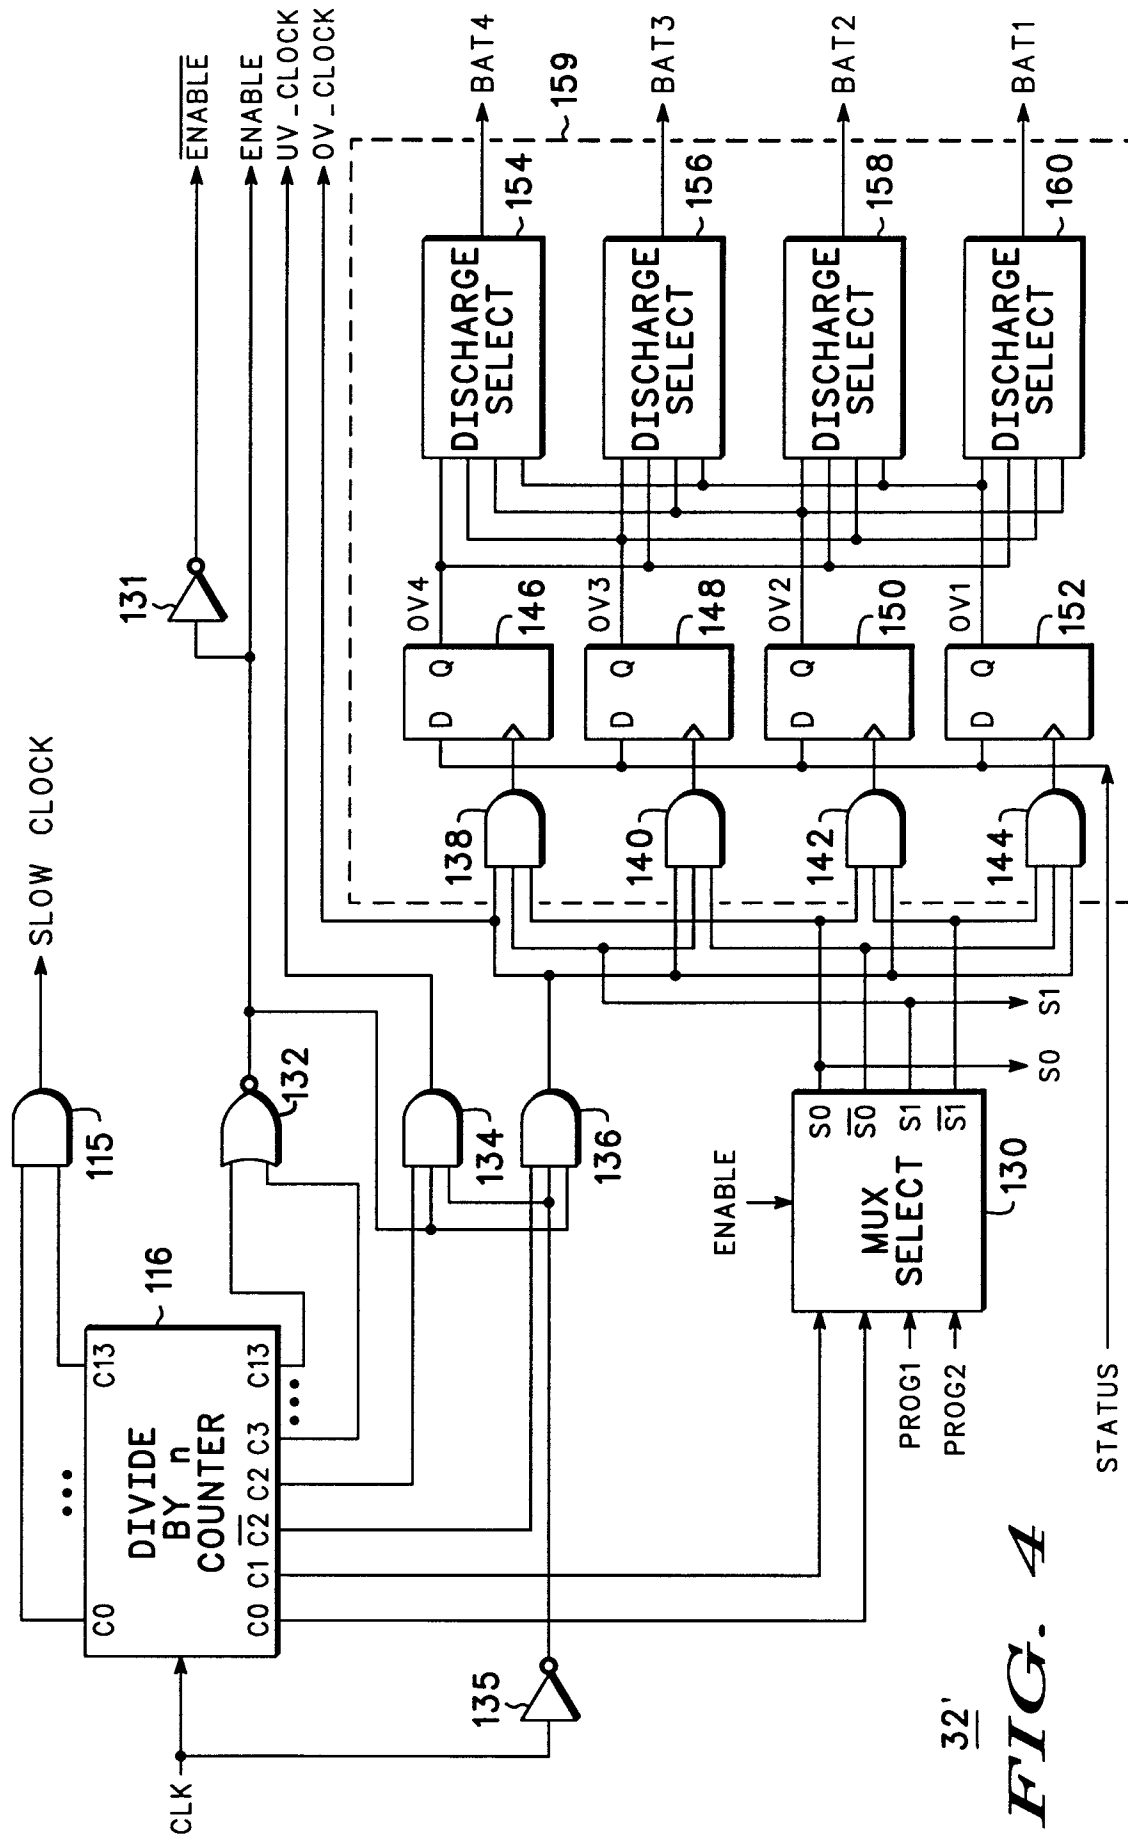 SLOW CLOCK
ENABLE
ENABLE
UV_CLOCK
OV_CLOCK
115
131
132
134
136
116
C0 ••• C13
DIVIDE
BY n
COUNTER
C0 C1 C2 C2 C3 ••• C13
CLK
135
159
138
140
142
144
D Q
OV4
146
D Q
OV3
148
D Q
OV2
150
D Q
OV1
152
DISCHARGE
SELECT
154
BAT4
DISCHARGE
SELECT
156
BAT3
DISCHARGE
SELECT
158
BAT2
DISCHARGE
SELECT
160
BAT1
ENABLE
MUX
SELECT
S0
S0
S1
S1
130
S0
S1
PROG1
PROG2
STATUS
32'
FIG. 4